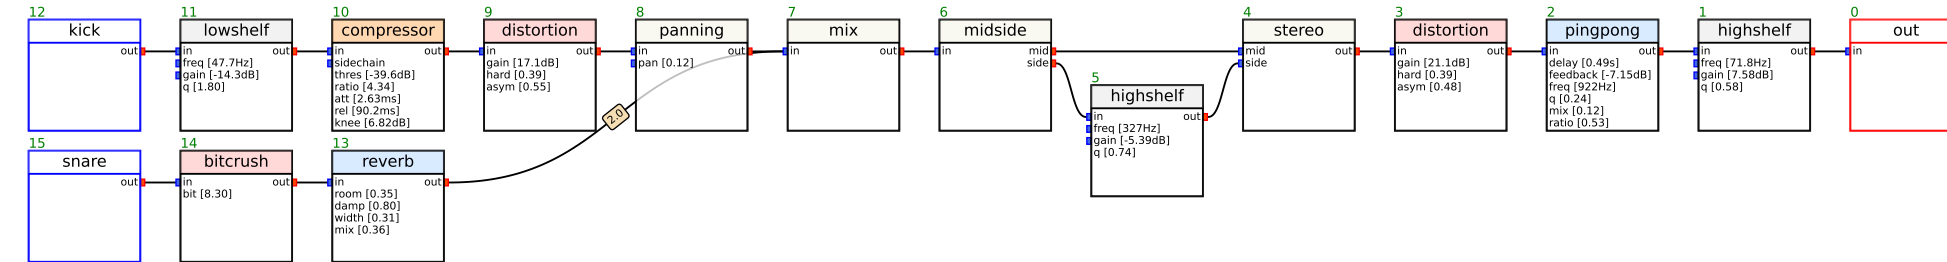 12
kick
out
11
lowshelf
in out
freq [47.7Hz]
gain [-14.3dB]
q [1.80]
10
compressor
in out
sidechain
thres [-39.6dB]
ratio [4.34]
att [2.63ms]
rel [90.2ms]
knee [6.82dB]
9
distortion
in out
gain [17.1dB]
hard [0.39]
asym [0.55]
8
panning
in out
pan [0.12]
7
mix
in out
6
midside
in mid
side
5
highshelf
in out
freq [327Hz]
gain [-5.39dB]
q [0.74]
4
stereo
mid out
side
3
distortion
in out
gain [21.1dB]
hard [0.39]
asym [0.48]
2
pingpong
in out
delay [0.49s]
feedback [-7.15dB]
freq [922Hz]
q [0.24]
mix [0.12]
ratio [0.53]
1
highshelf
in out
freq [71.8Hz]
gain [7.58dB]
q [0.58]
0
out
in
15
snare
out
14
bitcrush
in out
bit [8.30]
13
reverb
in out
room [0.35]
damp [0.80]
width [0.31]
mix [0.36]
2.0